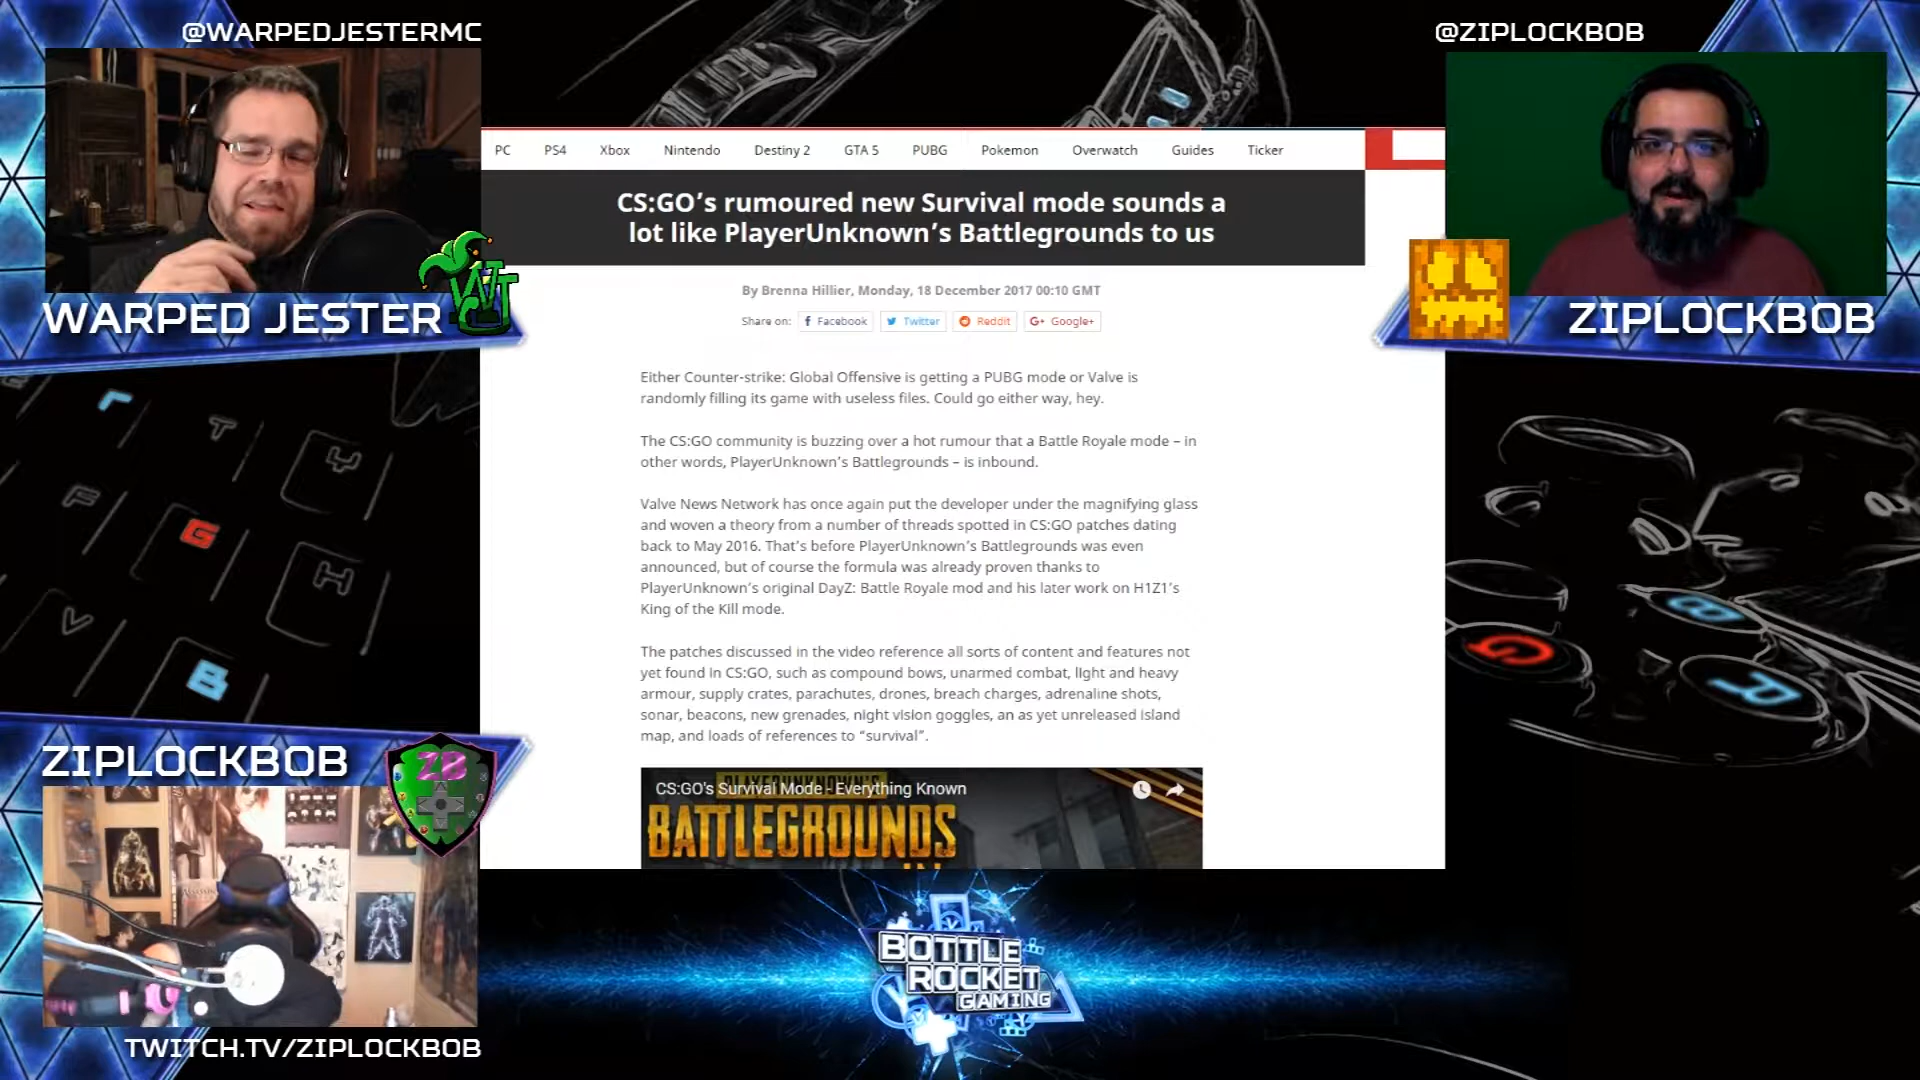 @WARPEDJESTERMC
@ZIPLOCKBOB
WARPED JESTER
WJ
ZIPLOCKBOB
PC PS4 Xbox Nintendo Destiny 2 GTA 5 PUBG Pokemon Overwatch Guides Ticker
CS:GO’s rumoured new Survival mode sounds a
lot like PlayerUnknown’s Battlegrounds to us
By Brenna Hillier, Monday, 18 December 2017 00:10 GMT
Share on: Facebook Twitter Reddit G+ Google+
Either Counter-strike: Global Offensive is getting a PUBG mode or Valve is
randomly filling its game with useless files. Could go either way, hey.
The CS:GO community is buzzing over a hot rumour that a Battle Royale mode – in
other words, PlayerUnknown’s Battlegrounds – is inbound.
Valve News Network has once again put the developer under the magnifying glass
and woven a theory from a number of threads spotted in CS:GO patches dating
back to May 2016. That’s before PlayerUnknown’s Battlegrounds was even
announced, but of course the formula was already proven thanks to
PlayerUnknown’s original DayZ: Battle Royale mod and his later work on H1Z1’s
King of the Kill mode.
The patches discussed in the video reference all sorts of content and features not
yet found in CS:GO, such as compound bows, unarmed combat, light and heavy
armour, supply crates, parachutes, drones, breach charges, adrenaline shots,
sonar, beacons, new grenades, night vision goggles, an as yet unreleased island
map, and loads of references to “survival”.
PLAYERUNKNOWN'S
CS:GO's Survival Mode - Everything Known
BATTLEGROUNDS
r T Y
F G H
V B
G B R
ZIPLOCKBOB
ZB
TWITCH.TV/ZIPLOCKBOB
BOTTLE
ROCKET
GAMING